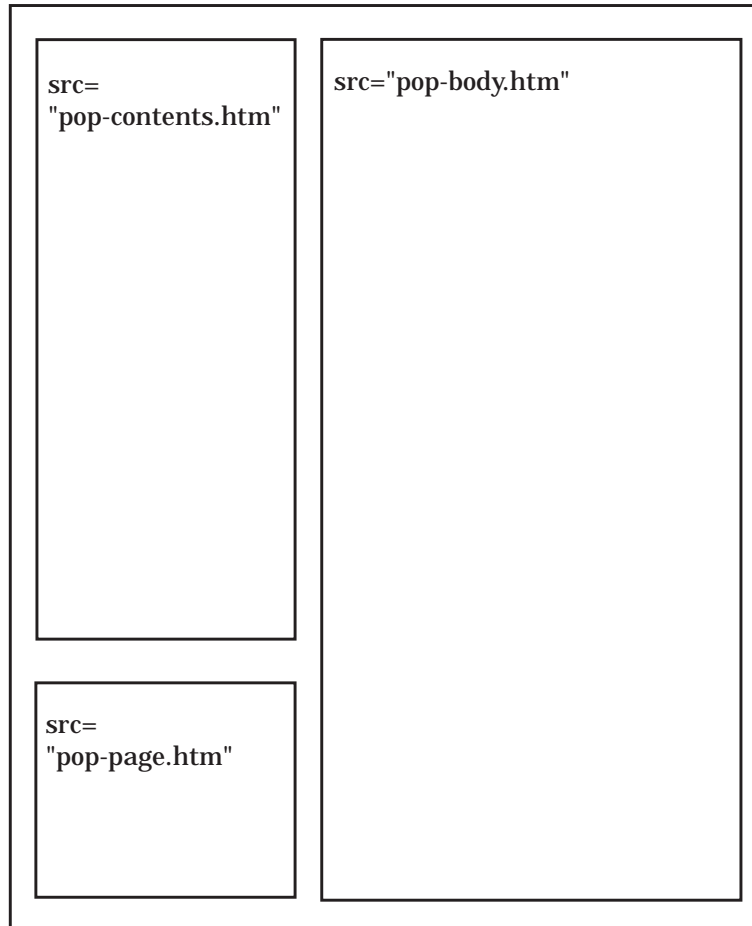 src=
"pop-contents.htm"
src="pop-body.htm"
src=
"pop-page.htm"